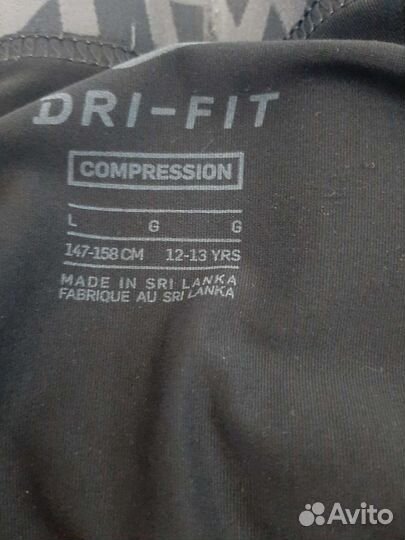 DRI-FIT
COMPRESSION
L G G
147-158 CM 12-13 YRS
MADE IN SRI LANKA
FABRIQUE AU SRI LANKA
Avito